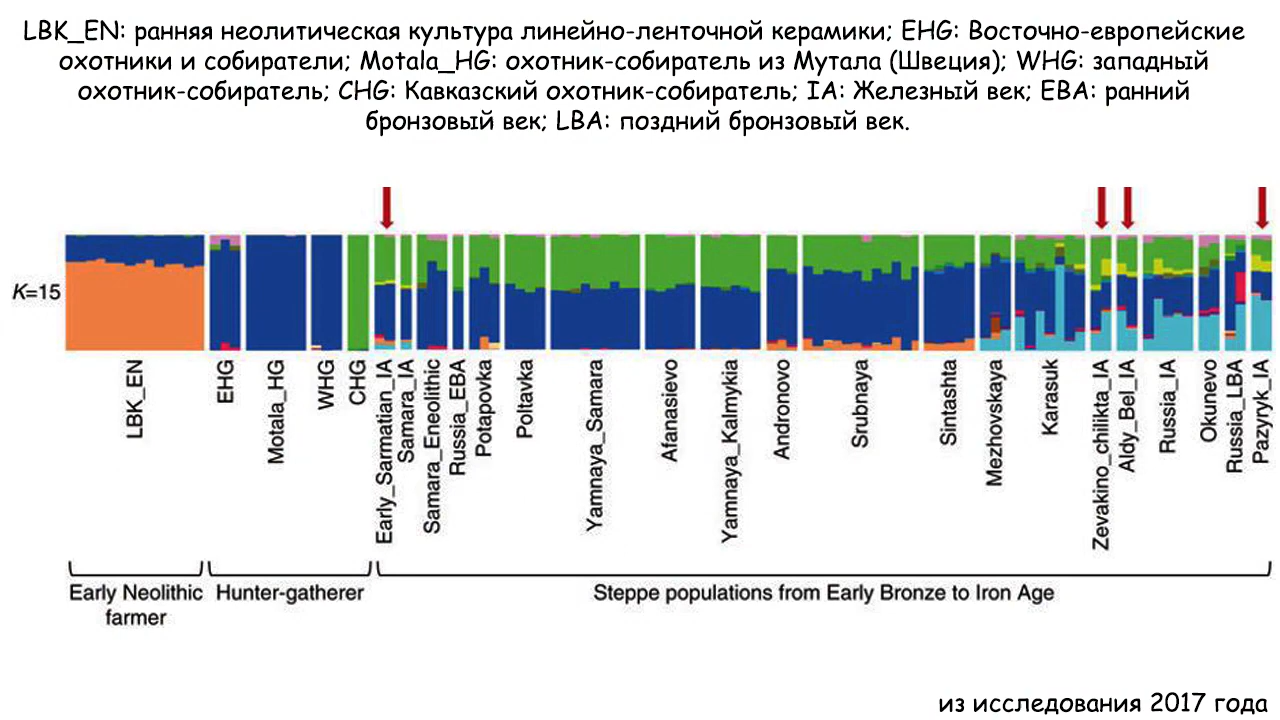 LBK_EN: ранняя неолитическая культура линейно-ленточной керамики; EHG: Восточно-европейские
охотники и собиратели; Motala_HG: охотник-собиратель из Мутала (Швеция); WHG: западный
охотник-собиратель; CHG: Кавказский охотник-собиратель; IA: Железный век; EBA: ранний
бронзовый век; LBA: поздний бронзовый век.
K=15
LBK_EN
EHG
Motala_HG
WHG
CHG
Early_Sarmatian_IA
Samara_IA
Samara_Eneolithic
Russia_EBA
Potapovka
Poltavka
Yamnaya_Samara
Afanasievo
Yamnaya_Kalmykia
Andronovo
Srubnaya
Sintashta
Mezhovskaya
Karasuk
Zevakino_chilikta_IA
Aldy_Bel_IA
Russia_IA
Okunevo
Russia_LBA
Pazyryk_IA
Early Neolithic
farmer
Hunter-gatherer
Steppe populations from Early Bronze to Iron Age
из исследования 2017 года